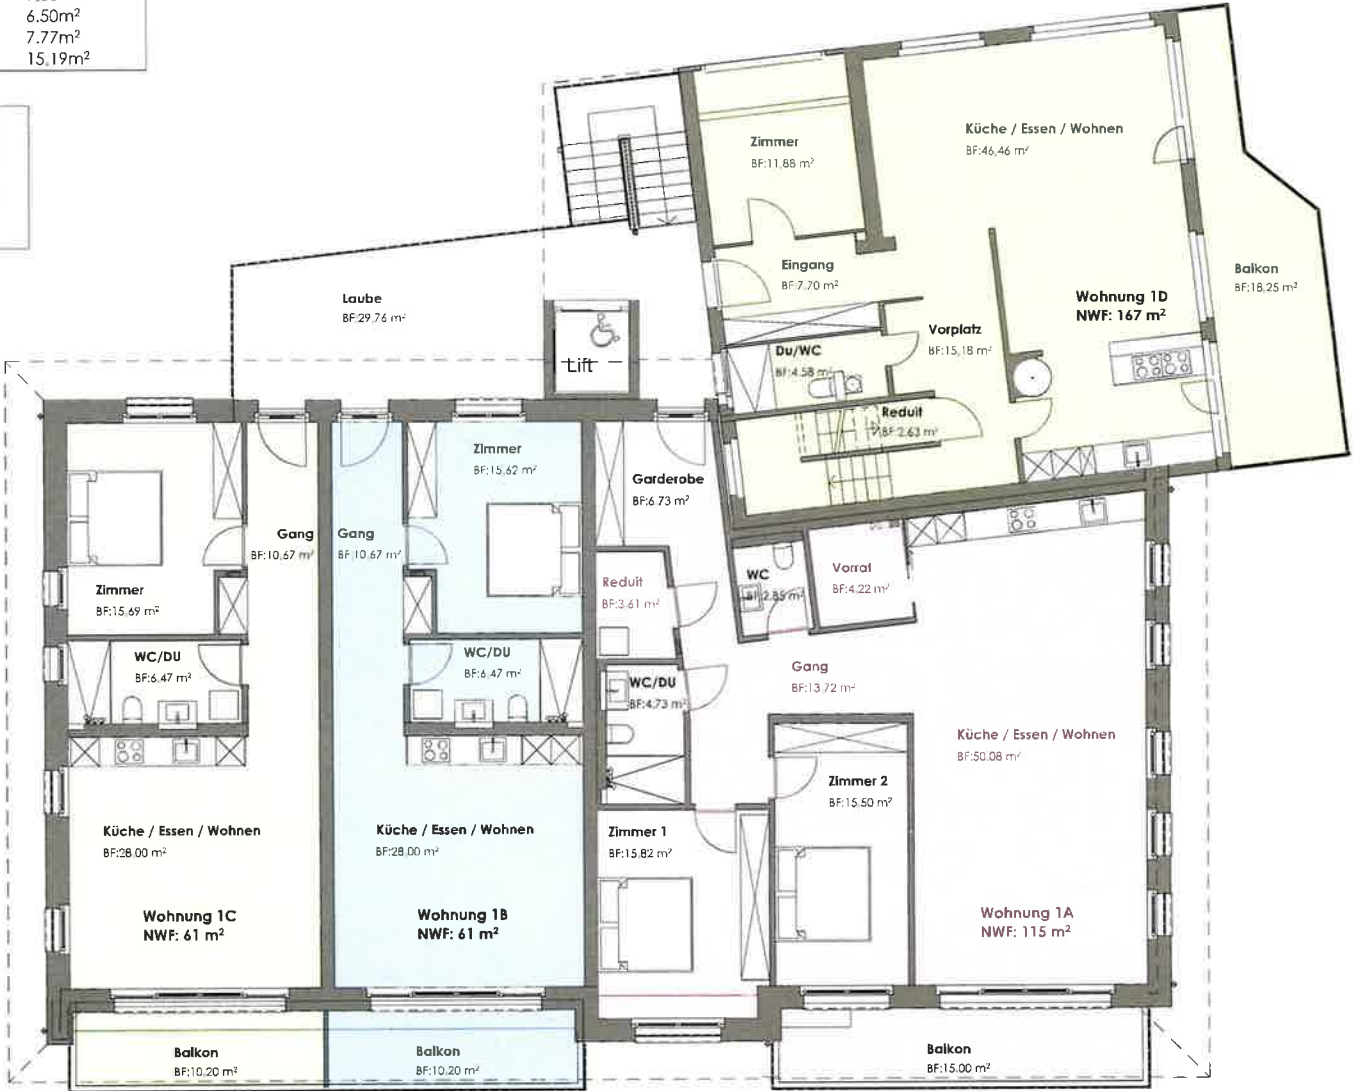 6.50m²
7.77m²
15.19m²
Zimmer
BF:11,88 m²
Küche / Essen / Wohnen
BF:46,46 m²
Eingang
BF:7,70 m²
Balkon
BF:18,25 m²
Wohnung 1D
NWF: 167 m²
Laube
BF:29,76 m²
Vorplatz
BF:15,18 m²
Lift
Du/WC
BF:4,58 m²
Reduit
BF:2,63 m²
Zimmer
BF:15,62 m²
Garderobe
BF:6,73 m²
Gang
BF:10,67 m²
Gang
BF:10,67 m²
Zimmer
BF:15,69 m²
Reduit
BF:3,61 m²
WC
BF:2,85 m²
Vorrat
BF:4,22 m²
WC/DU
BF:6,47 m²
WC/DU
BF:6,47 m²
WC/DU
BF:4,73 m²
Gang
BF:13,72 m²
Küche / Essen / Wohnen
BF:50,08 m²
Zimmer 2
BF:15,50 m²
Küche / Essen / Wohnen
BF:28,00 m²
Küche / Essen / Wohnen
BF:28,00 m²
Zimmer 1
BF:15,82 m²
Wohnung 1C
NWF: 61 m²
Wohnung 1B
NWF: 61 m²
Wohnung 1A
NWF: 115 m²
Balkon
BF:10,20 m²
Balkon
BF:10,20 m²
Balkon
BF:15,00 m²